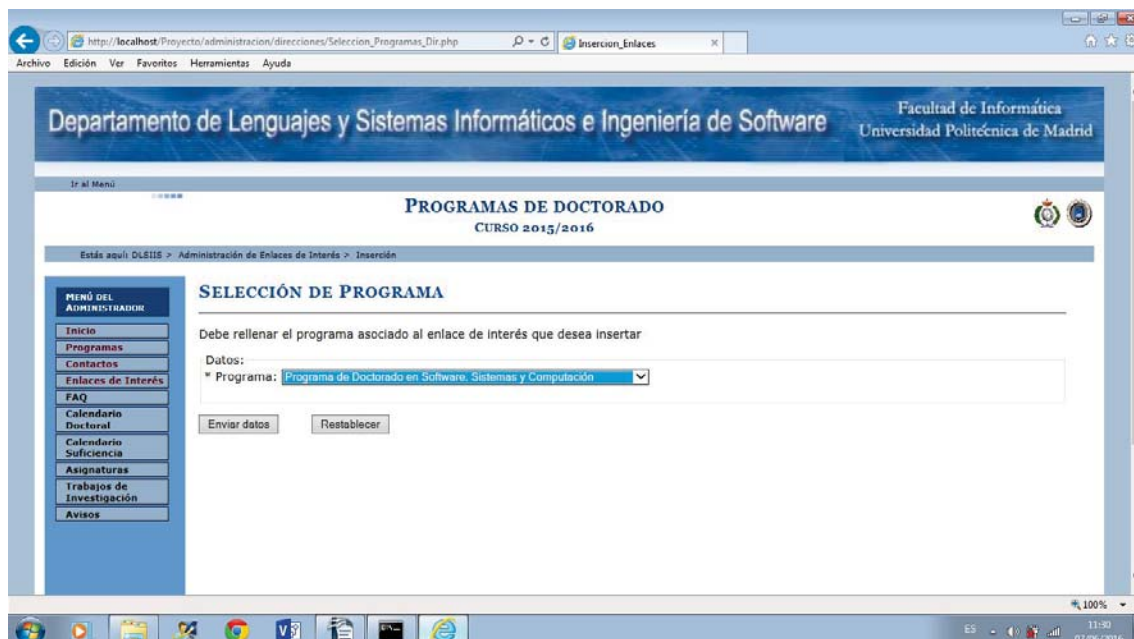 http://localhost/Proyecto/administracion/direcciones/Seleccion_Programas_Dir.php
Insercion_Enlaces
Archivo Edición Ver Favoritos Herramientas Ayuda
Departamento de Lenguajes y Sistemas Informáticos e Ingeniería de Software
Facultad de Informática
Universidad Politécnica de Madrid
Ir al Menú
PROGRAMAS DE DOCTORADO
CURSO 2015/2016
Estás aquí: DLSIIS > Administración de Enlaces de Interés > Inserción
MENÚ DEL
ADMINISTRADOR
Inicio
Programas
Contactos
Enlaces de Interés
FAQ
Calendario
Doctoral
Calendario
Suficiencia
Asignaturas
Trabajos de
Investigación
Avisos
SELECCIÓN DE PROGRAMA
Debe rellenar el programa asociado al enlace de interés que desea insertar
Datos:
* Programa: Programa de Doctorado en Software. Sistemas y Computación
Enviar datos Restablecer
100%
ES
11:30
07/06/2016